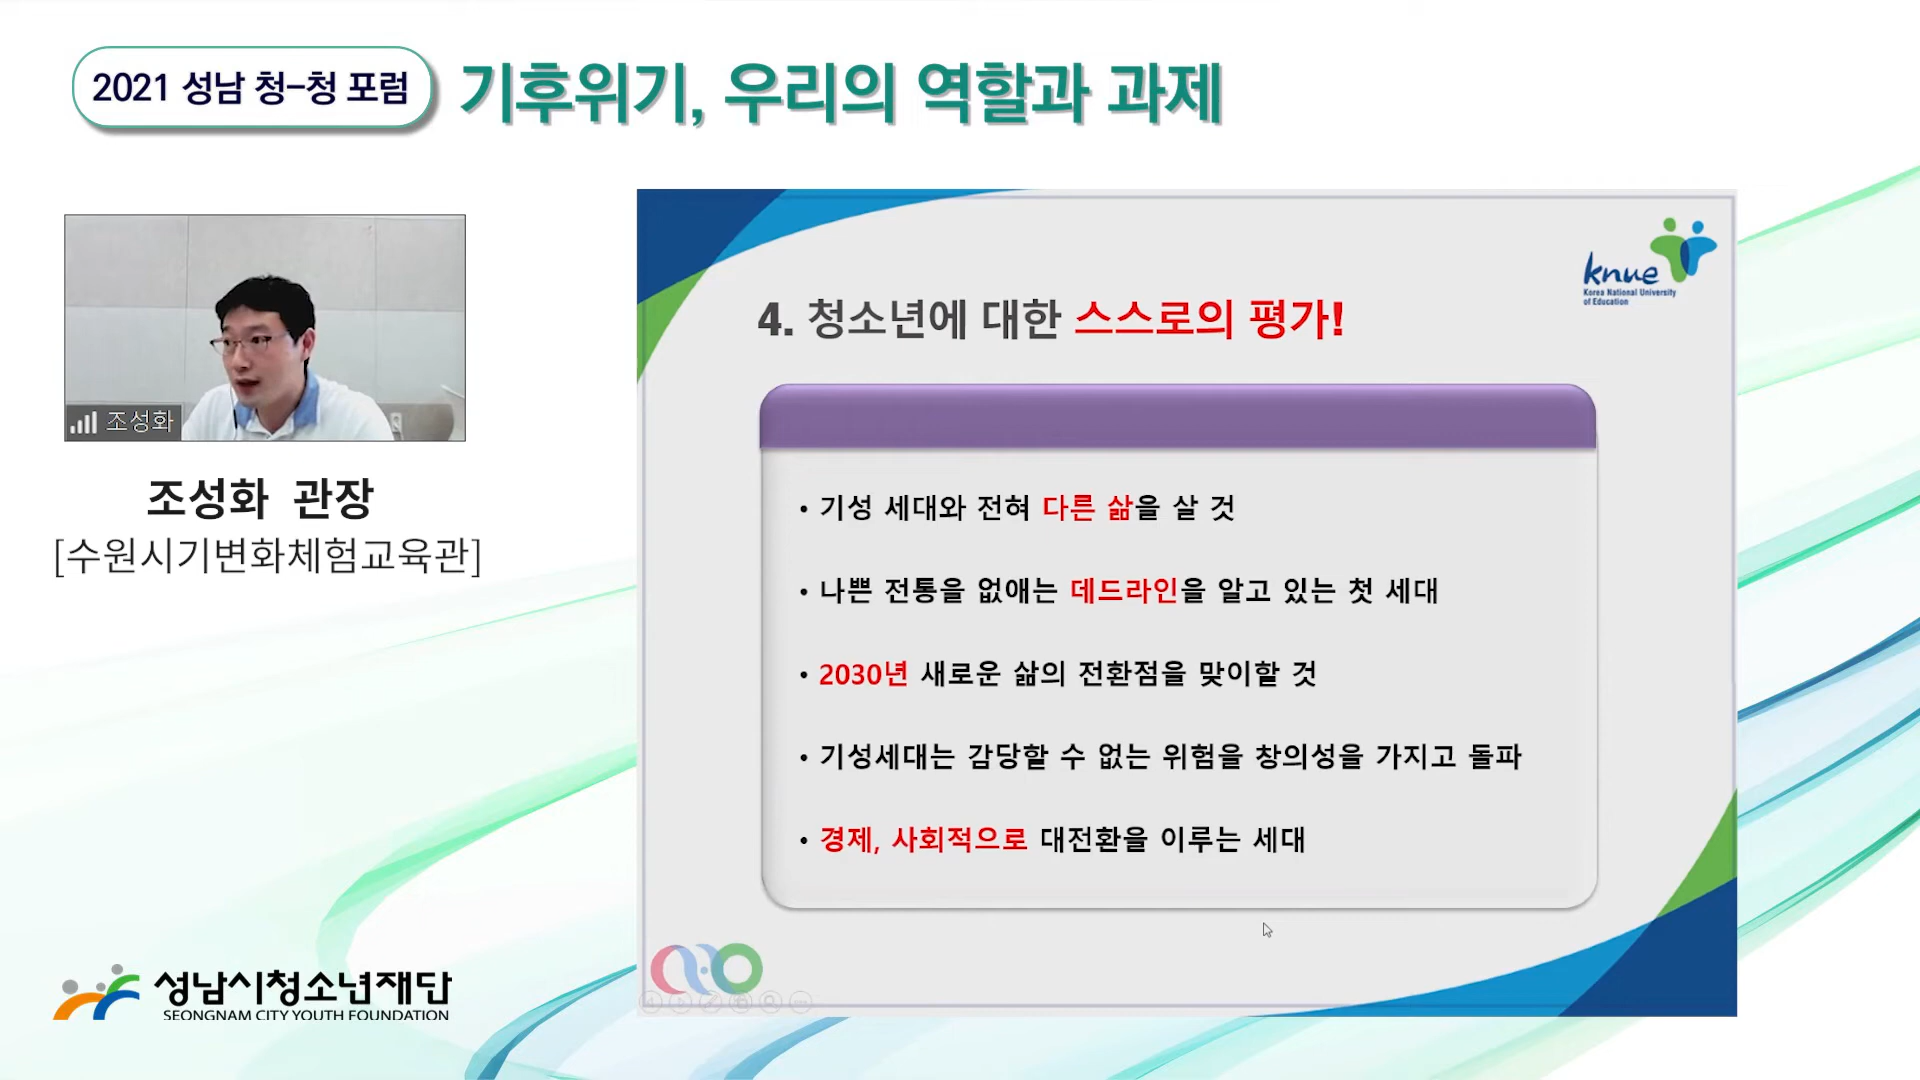 2021 성남 청-청 포럼
기후위기, 우리의 역할과 과제
조성화
조성화 관장
[수원시기변화체험교육관]
성남시청소년재단
SEONGNAM CITY YOUTH FOUNDATION
knue
Korea National University
of Education
4. 청소년에 대한 스스로의 평가!
• 기성 세대와 전혀 다른 삶을 살 것
• 나쁜 전통을 없애는 데드라인을 알고 있는 첫 세대
• 2030년 새로운 삶의 전환점을 맞이할 것
• 기성세대는 감당할 수 없는 위험을 창의성을 가지고 돌파
• 경제, 사회적으로 대전환을 이루는 세대